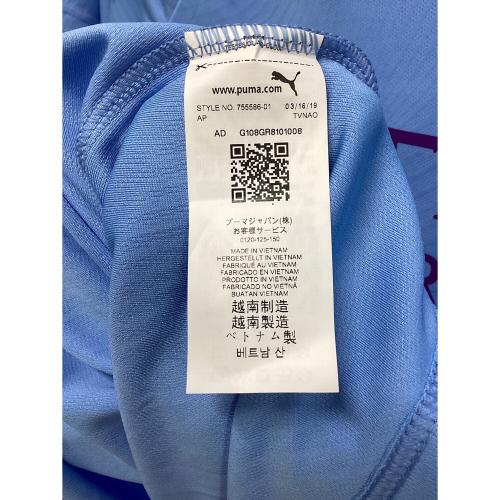 www.puma.com
STYLE NO. 755586-01 03/16/19
AP TVNAO
AD G108GR8101008
プーマジャパン(株)
お客様サービス
0120-125-150
MADE IN VIETNAM
HERGESTELLT IN VIETNAM
FABRIQUÉ AU VIETNAM
FABRICADO EN VIETNAM
PRODOTTO IN VIETNAM
FABRICADO NO VIETNÃ
BUATAN VIETNAM
越南制造
越南製造
ベトナム製
베트남 산